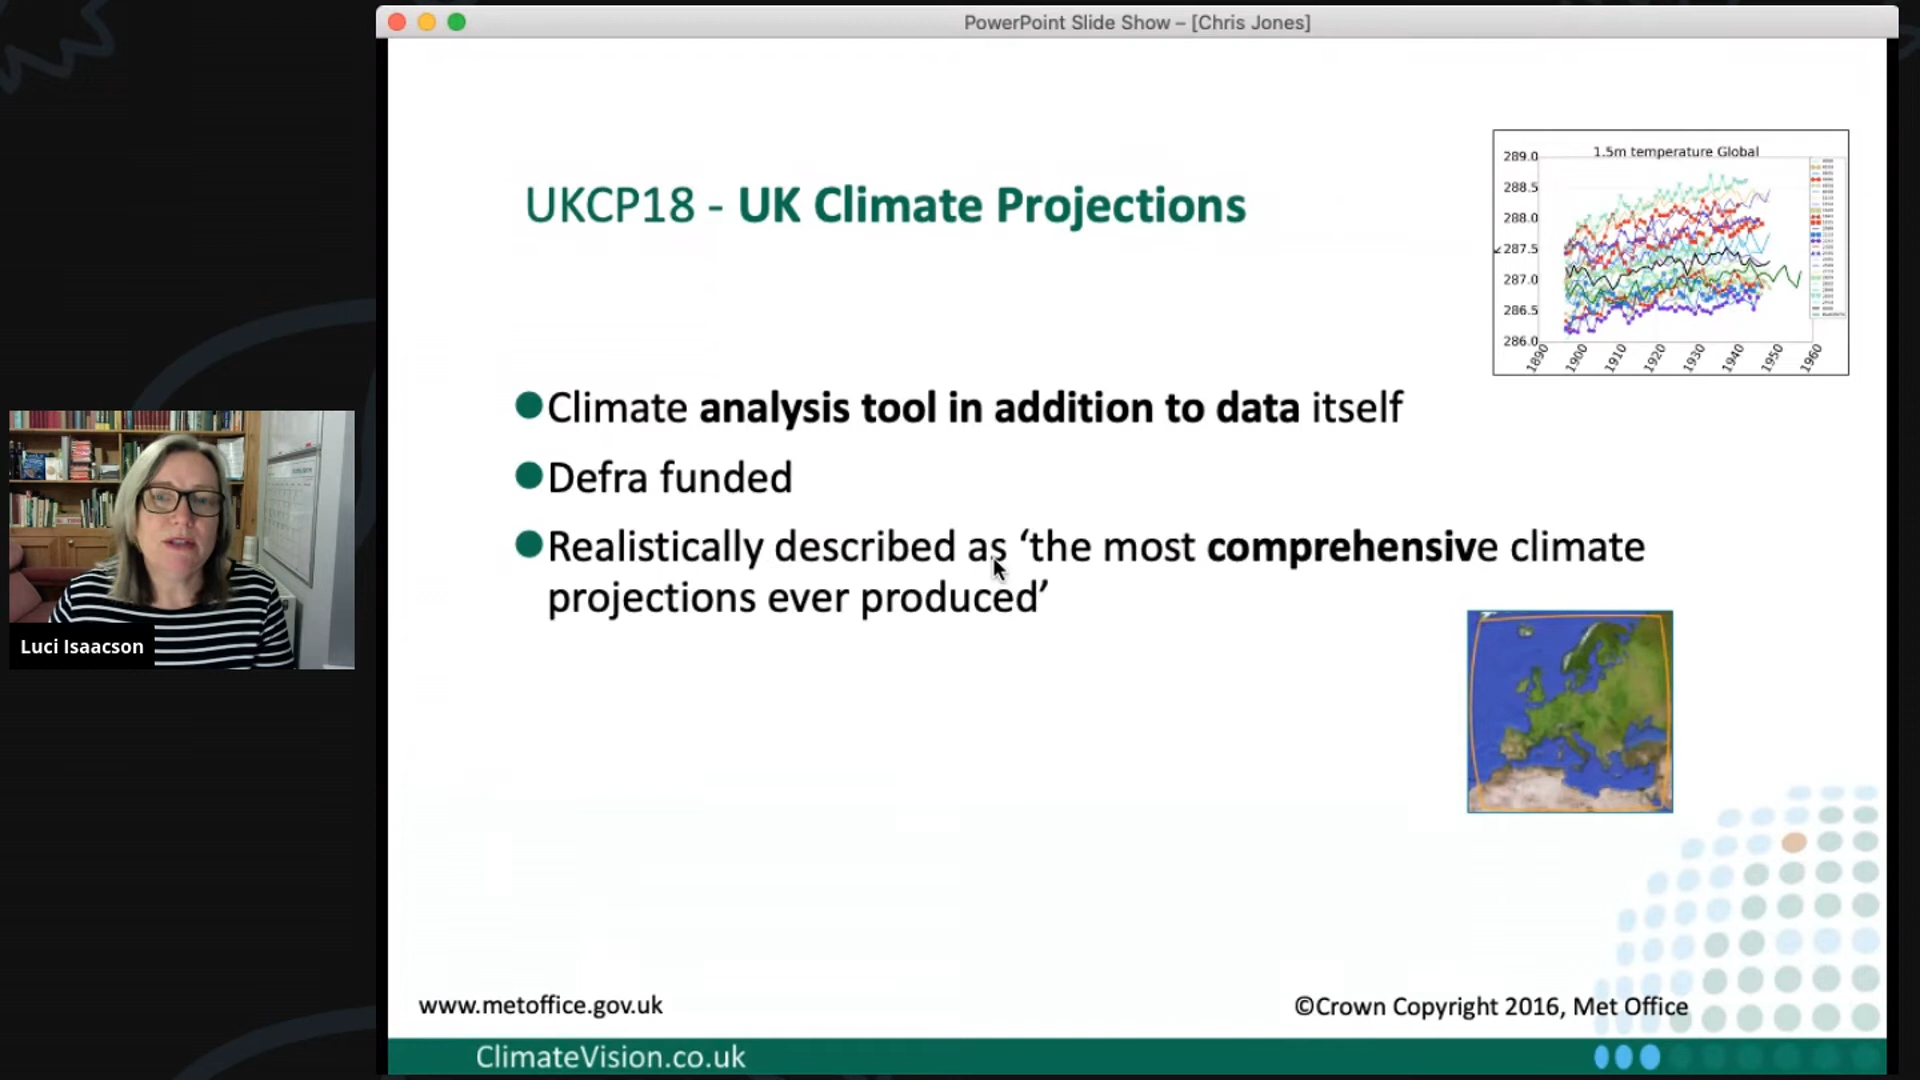 PowerPoint Slide Show – [Chris Jones]
UKCP18 - UK Climate Projections
1.5m temperature Global
289.0
288.5
288.0
287.5
287.0
286.5
286.0
1890
1900
1910
1920
1930
1940
1950
1960
Climate analysis tool in addition to data itself
Defra funded
Realistically described as ‘the most comprehensive climate
projections ever produced’
Luci Isaacson
www.metoffice.gov.uk
©Crown Copyright 2016, Met Office
ClimateVision.co.uk